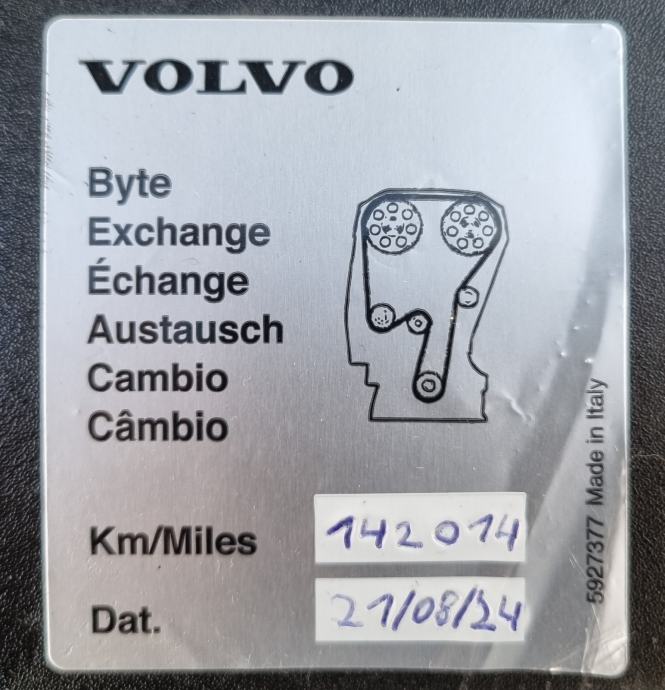 VOLVO
Byte
Exchange
Échange
Austausch
Cambio
Câmbio
Km/Miles 142014
Dat. 21/08/24
5927377 Made in Italy